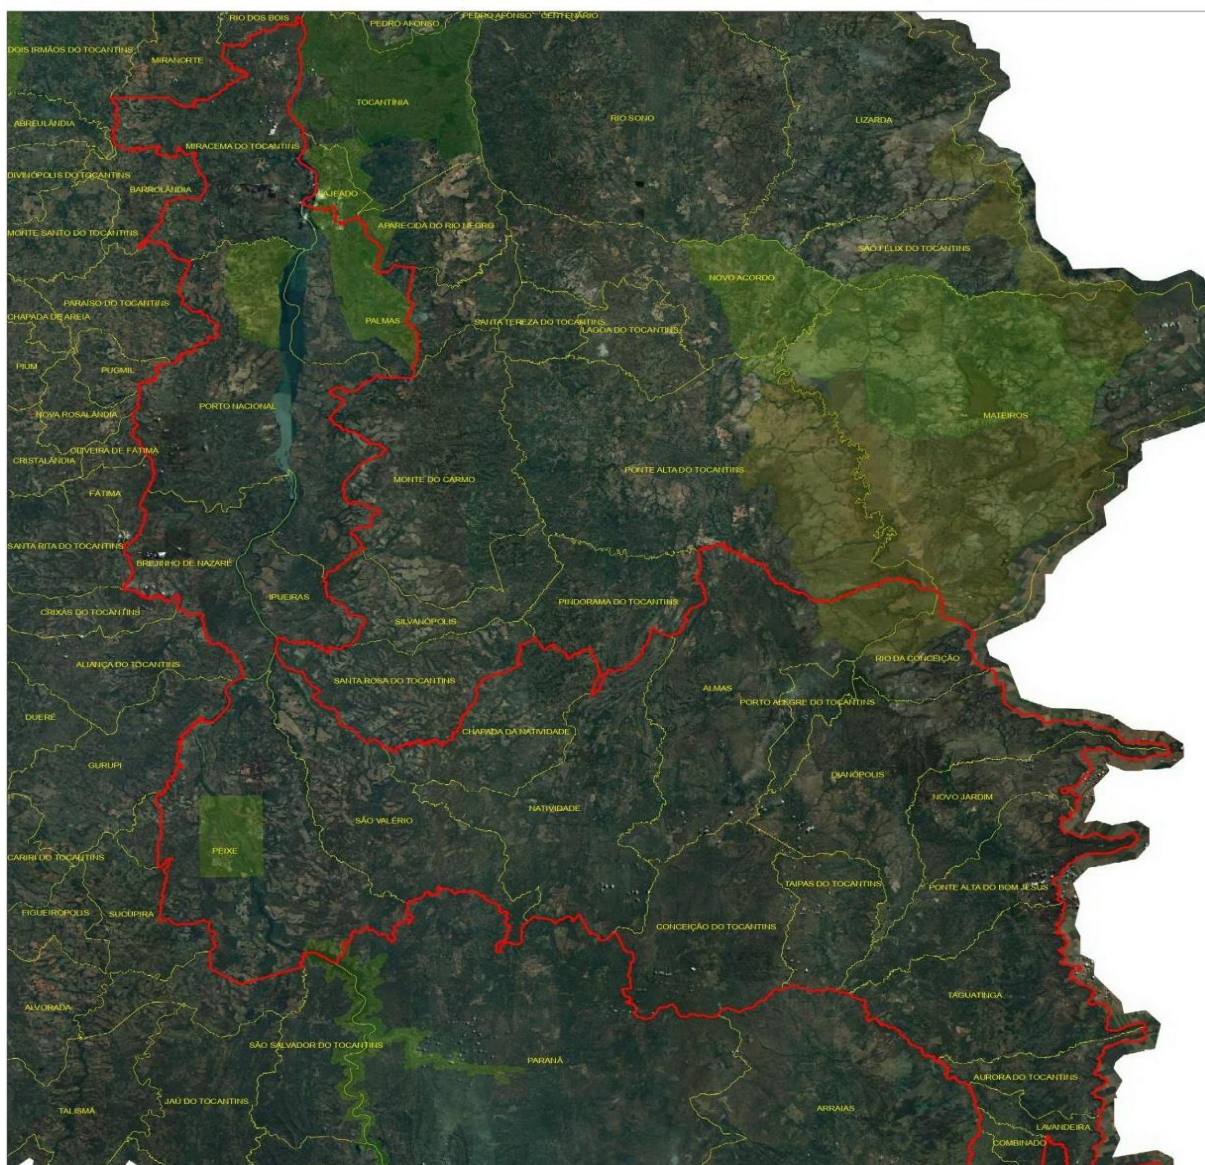 RIO DOS BOIS
PEDRO AFONSO
PEDRO AFONSO
CENTENÁRIO
DOIS IRMÃOS DO TOCANTINS
MIRANORTE
TOCANTÍNIA
RIO SONO
LIZARDA
ABREULÂNDIA
MIRACEMA DO TOCANTINS
DIVINÓPOLIS DO TOCANTINS
BARROLÂNDIA
LAJEADO
APARECIDA DO RIO NEGRO
MONTE SANTO DO TOCANTINS
SÃO FÉLIX DO TOCANTINS
NOVO ACORDO
PARAÍSO DO TOCANTINS
CHAPADA DE AREIA
PALMAS
SANTA TEREZA DO TOCANTINS
LAGOA DO TOCANTINS
PIUM
PUGMIL
PORTO NACIONAL
NOVA ROSALÂNDIA
MATEIROS
OLIVEIRA DE FÁTIMA
CRISTALÂNDIA
PONTE ALTA DO TOCANTINS
MONTE DO CARMO
FÁTIMA
SANTA RITA DO TOCANTINS
BREJINHO DE NAZARÉ
IPUEIRAS
PINDORAMA DO TOCANTINS
CRIXÁS DO TOCANTINS
SILVANÓPOLIS
ALIANÇA DO TOCANTINS
RIO DA CONCEIÇÃO
SANTA ROSA DO TOCANTINS
ALMAS
PORTO ALEGRE DO TOCANTINS
DUERÉ
CHAPADA DA NATIVIDADE
GURUPI
DIANÓPOLIS
NOVO JARDIM
NATIVIDADE
SÃO VALÉRIO
PEIXE
CARIRI DO TOCANTINS
TAIPAS DO TOCANTINS
PONTE ALTA DO BOM JESUS
FIGUEIRÓPOLIS
SUCUPIRA
CONCEIÇÃO DO TOCANTINS
TAGUATINGA
ALVORADA
SÃO SALVADOR DO TOCANTINS
PARANÃ
AURORA DO TOCANTINS
JAÚ DO TOCANTINS
TALISMÃ
ARRAIAS
LAVANDEIRA
COMBINADO